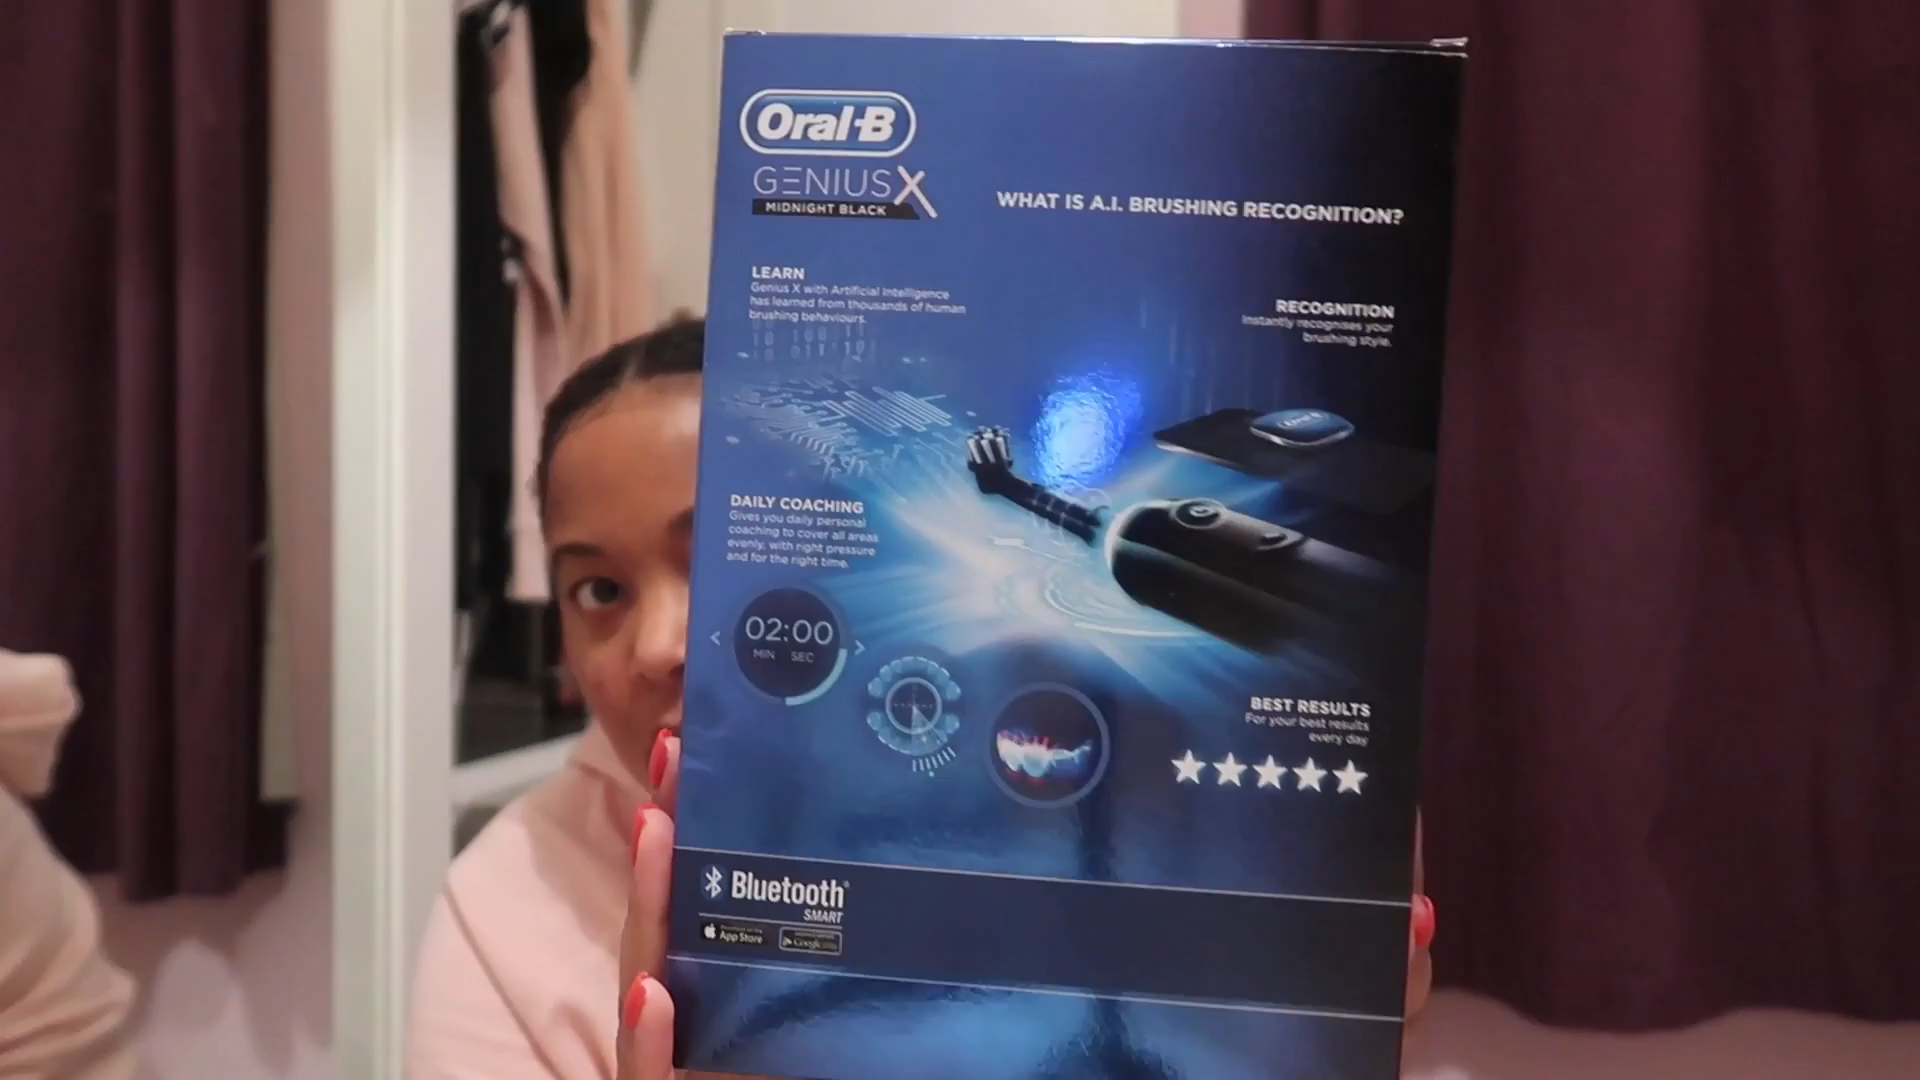 Oral-B
GENIUS X
MIDNIGHT BLACK
WHAT IS A.I. BRUSHING RECOGNITION?
LEARN
Genius X with Artificial Intelligence
has learned from thousands of human
brushing behaviours.
RECOGNITION
Instantly recognises your
brushing style.
Oral-B
DAILY COACHING
Gives you daily personal
coaching to cover all areas
evenly, with right pressure
and for the right time.
02:00
MIN SEC
BEST RESULTS
For your best results
every day
Bluetooth®
SMART
App Store
Google